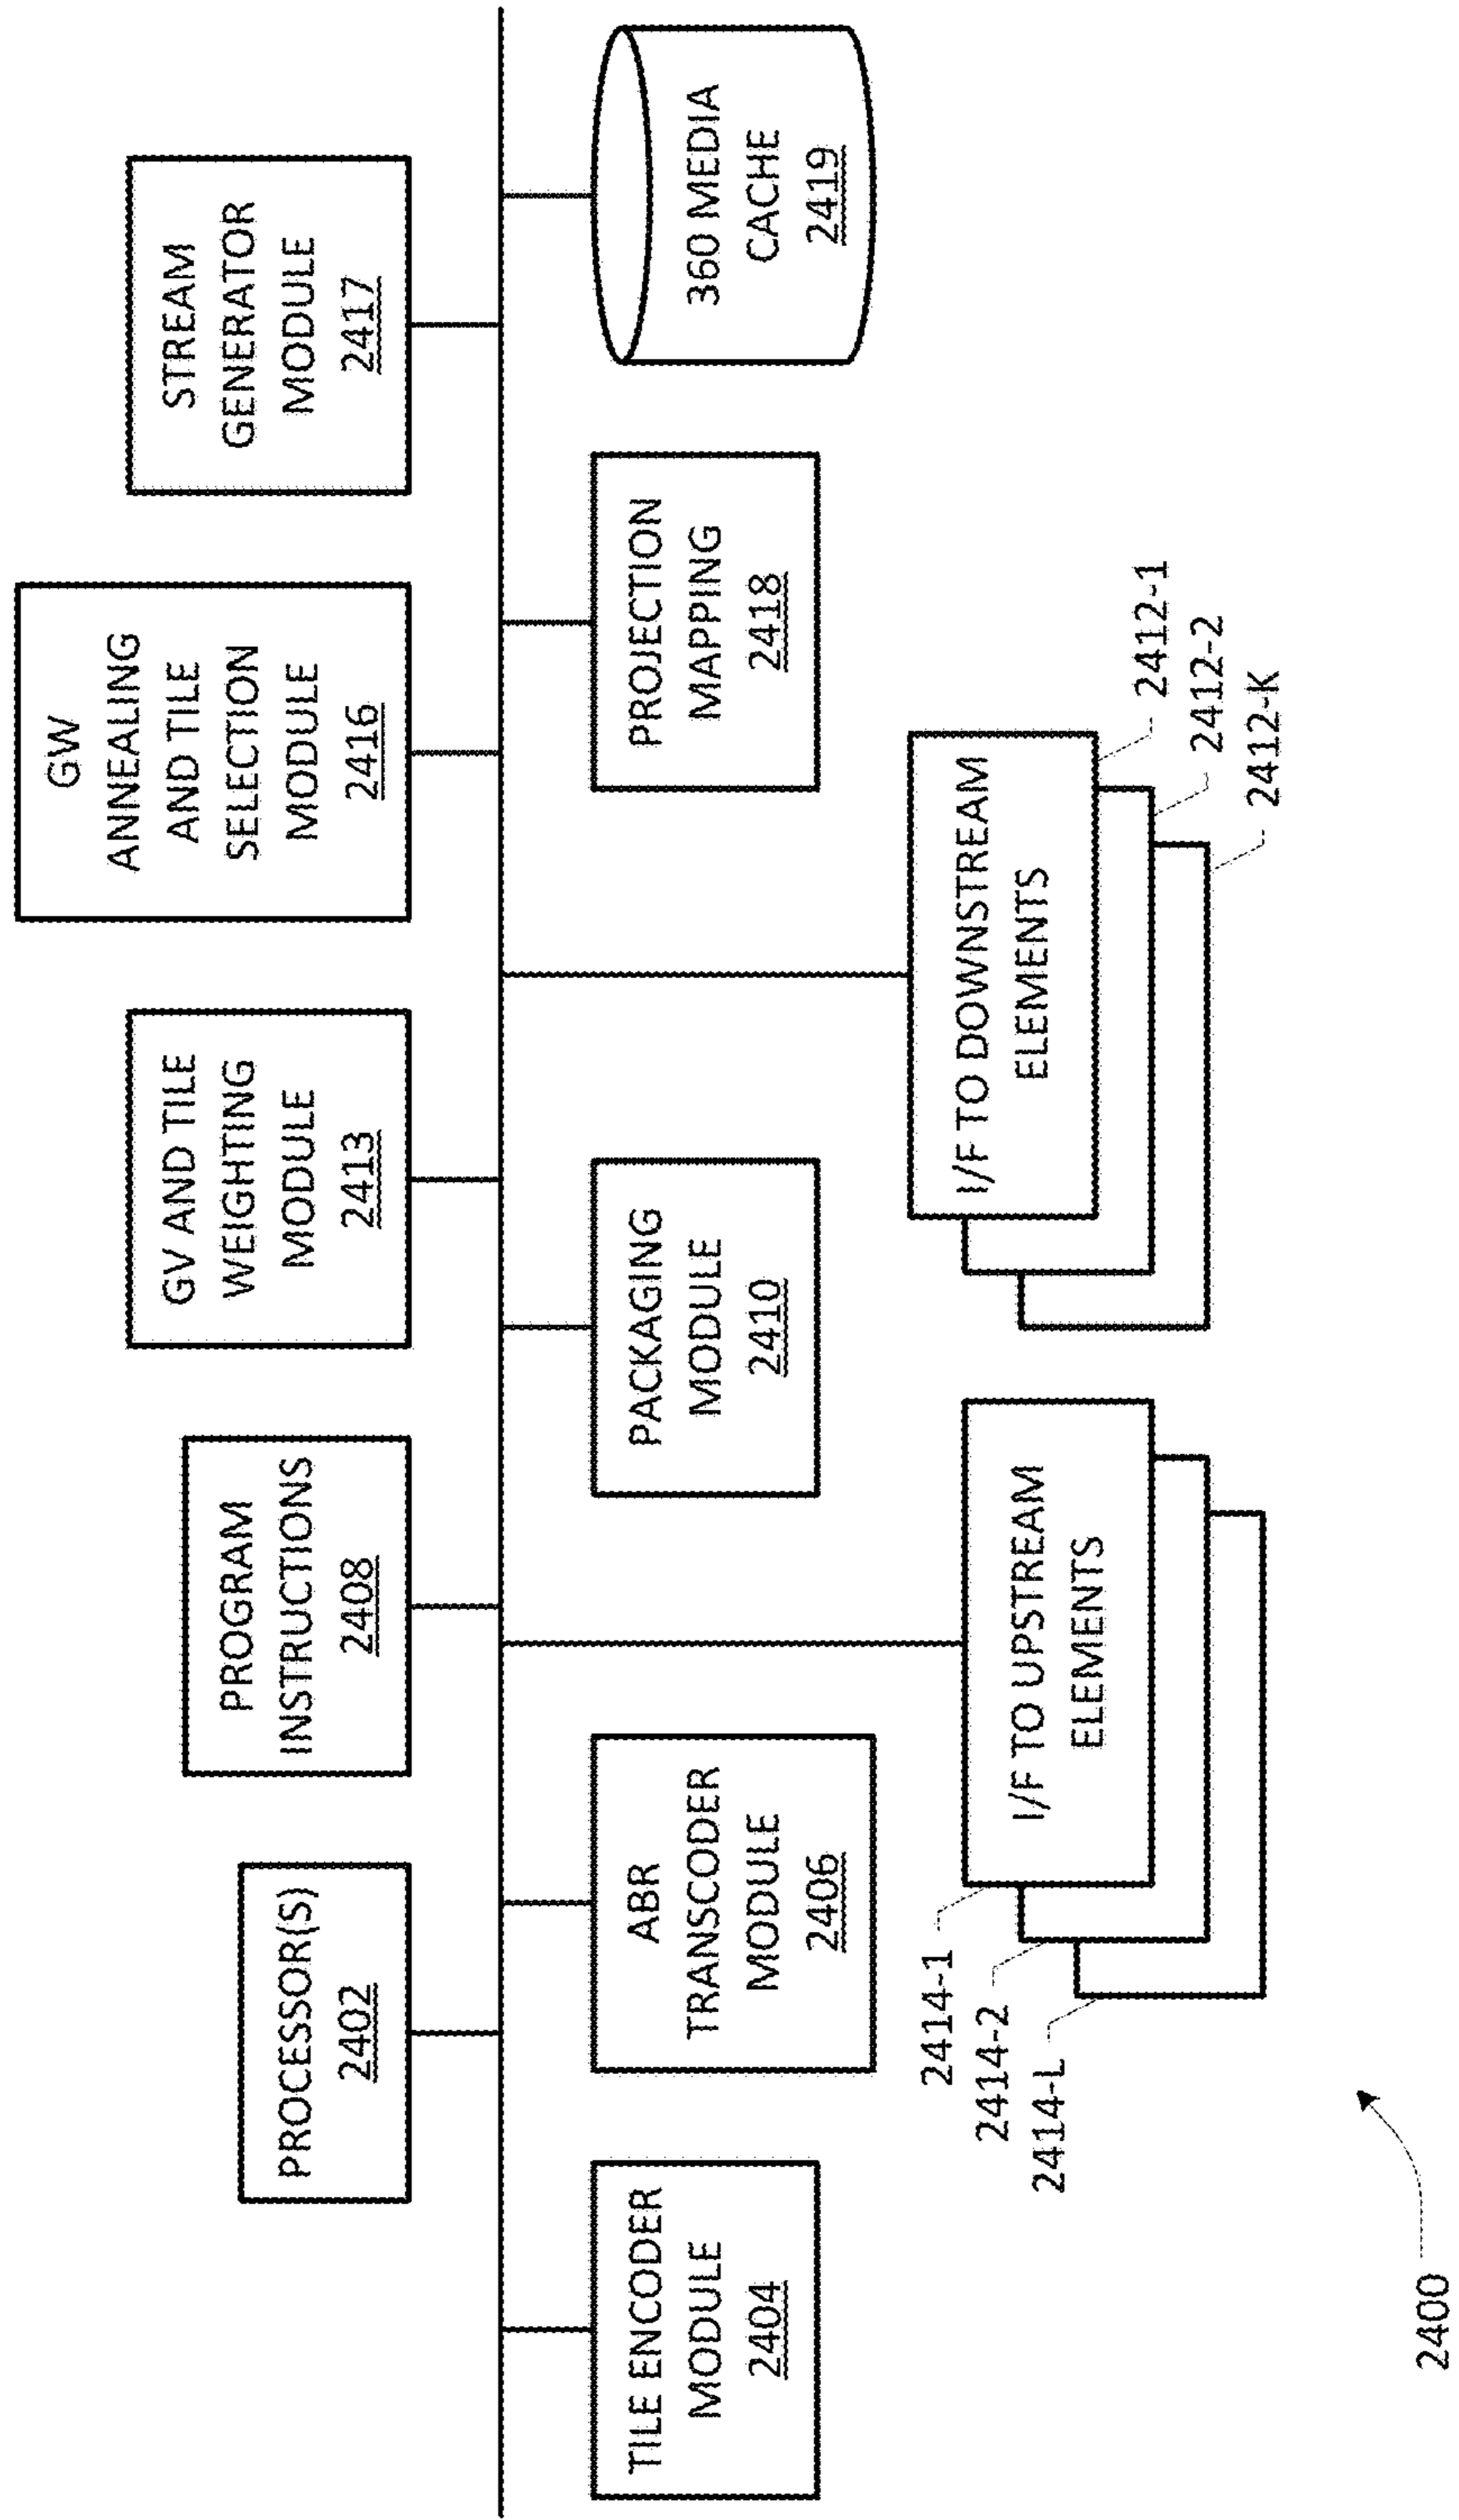 PROCESSOR(S)
2402
PROGRAM
INSTRUCTIONS
2408
GV AND TILE
WEIGHTING
MODULE
2413
GW
ANNEALING
AND TILE
SELECTION
MODULE
2416
STREAM
GENERATOR
MODULE
2417
TILE ENCODER
MODULE
2404
ABR
TRANSCODER
MODULE
2406
PACKAGING
MODULE
2410
PROJECTION
MAPPING
2418
360 MEDIA
CACHE
2419
I/F TO UPSTREAM
ELEMENTS
2414-1
2414-2
2414-L
I/F TO DOWNSTREAM
ELEMENTS
2412-1
2412-2
2412-K
2400